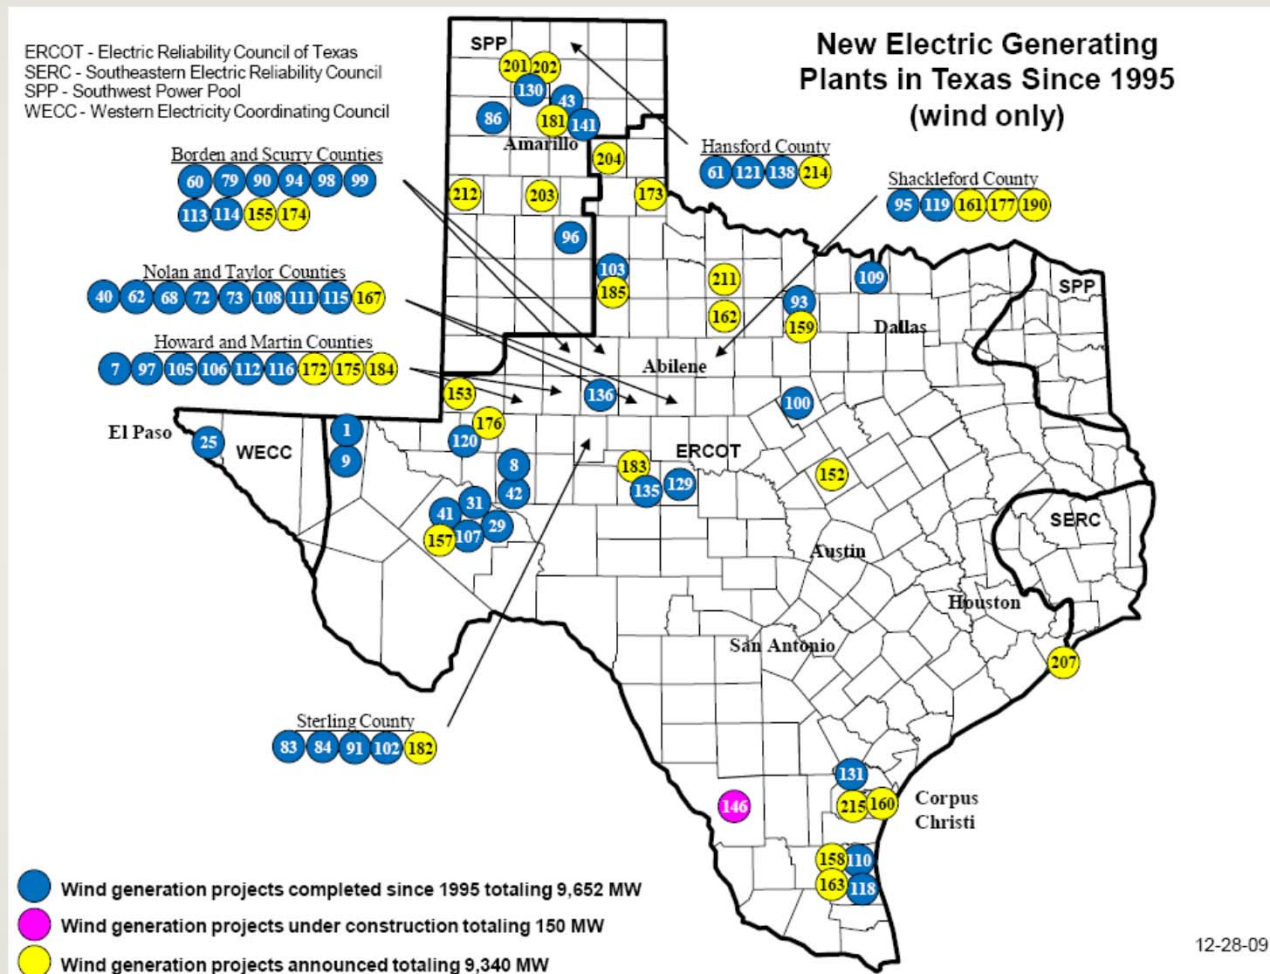 ERCOT - Electric Reliability Council of Texas
SERC - Southeastern Electric Reliability Council
SPP - Southwest Power Pool
WECC - Western Electricity Coordinating Council
New Electric Generating
Plants in Texas Since 1995
(wind only)
SPP
201 202
130
43
86
181
141
Amarillo
204
212
203
173
96
Hansford County
61 121 138 214
Shackleford County
95 119 161 177 190
Borden and Scurry Counties
60 79 90 94 98 99
113 114 155 174
Nolan and Taylor Counties
40 62 68 72 73 108 111 115 167
Howard and Martin Counties
7 97 105 106 112 116 172 175 184
103
185
211
162
93
159
109
SPP
Dallas
Abilene
153
136
100
176
120
El Paso
25
WECC
1
9
8
42
183
135
129
ERCOT
152
31
41
29
107
157
SERC
Austin
Houston
San Antonio
207
Sterling County
83 84 91 102 182
131
215 160
Corpus
Christi
146
158 110
163 118
Wind generation projects completed since 1995 totaling 9,652 MW
Wind generation projects under construction totaling 150 MW
Wind generation projects announced totaling 9,340 MW
12-28-09